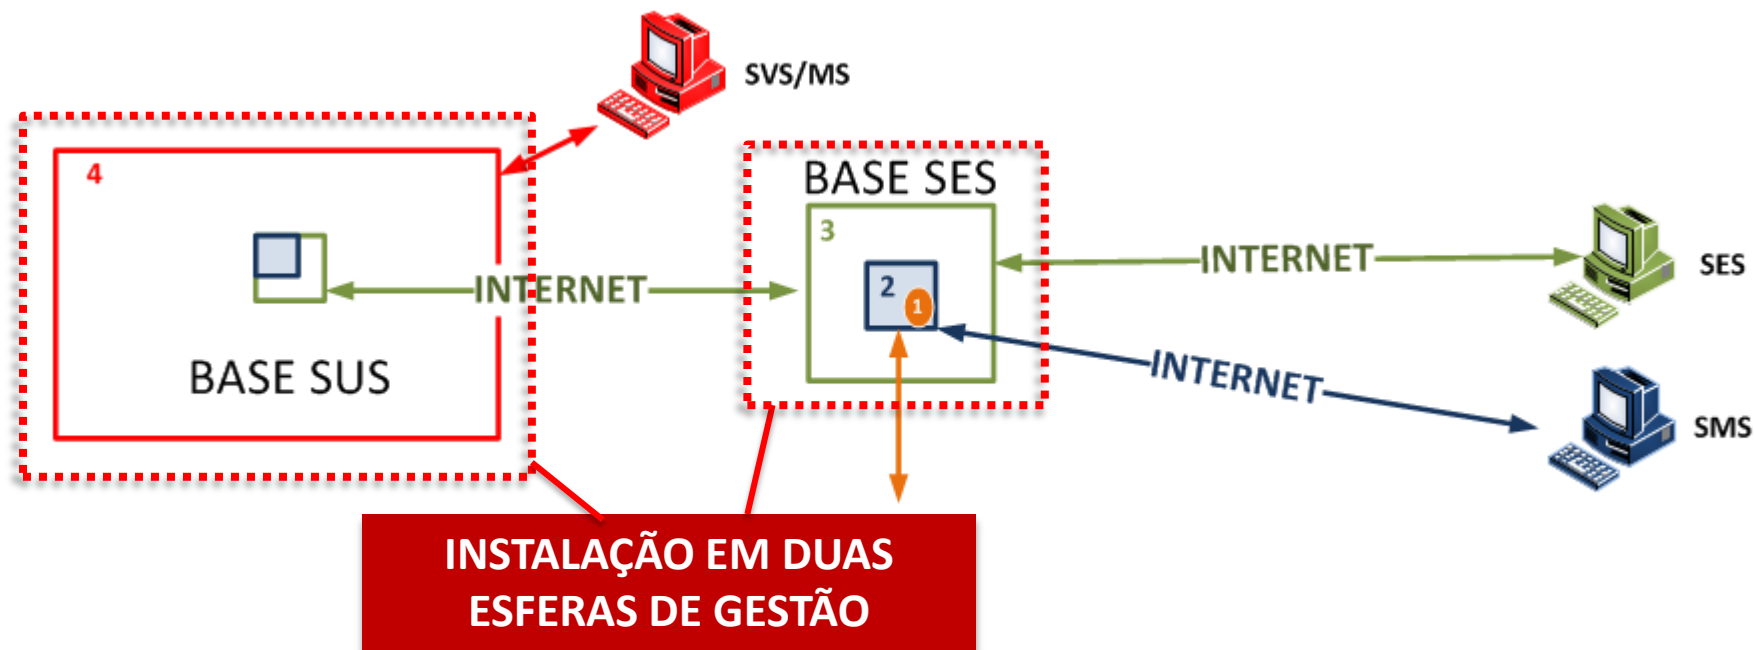 SVS/MS
4
BASE SUS
INTERNET
BASE SES
3
2
1
INTERNET
SES
INTERNET
SMS
INSTALAÇÃO EM DUAS
ESFERAS DE GESTÃO